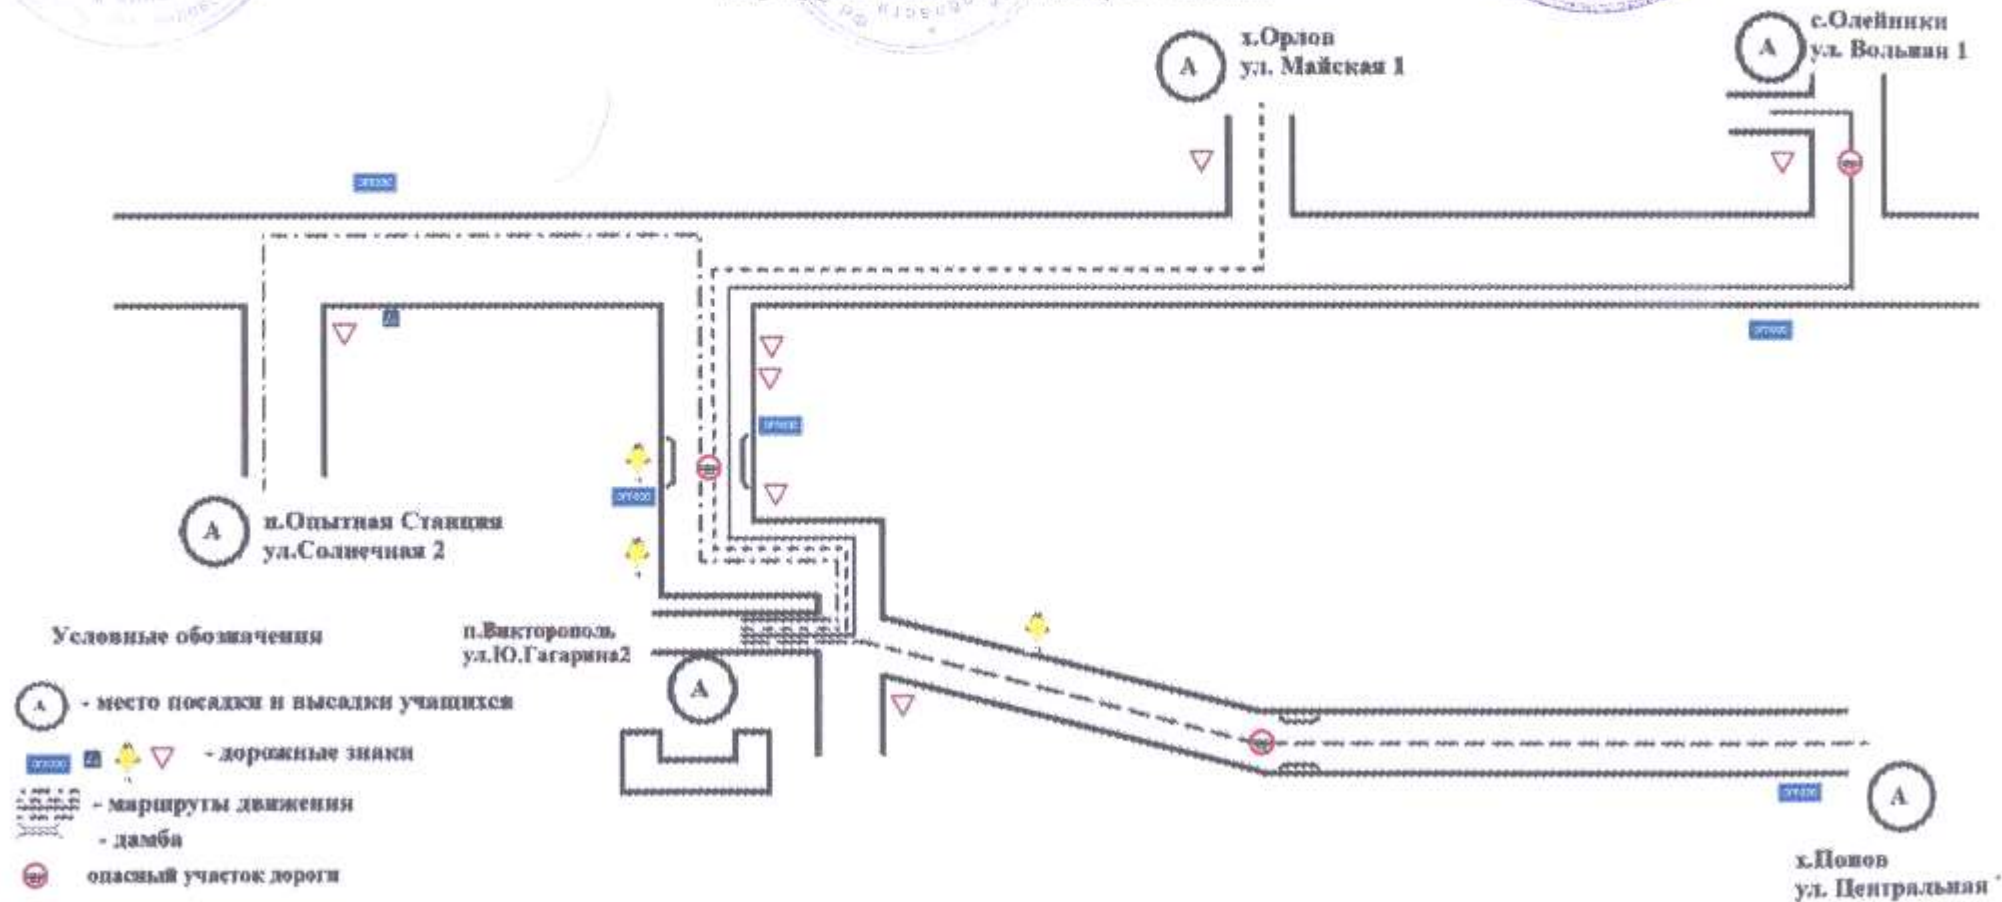 А
х.Орлов
ул. Майская 1
А
с.Олейники
ул. Вольная 1
А
п.Опытная Станция
ул.Солнечная 2
Условные обозначения
п.Викторополь
ул.Ю.Гагарина2
А
А
- место посадки и высадки учащихся
- дорожные знаки
- маршруты движения
- дамба
опасный участок дороги
А
х.Попов
ул. Центральная